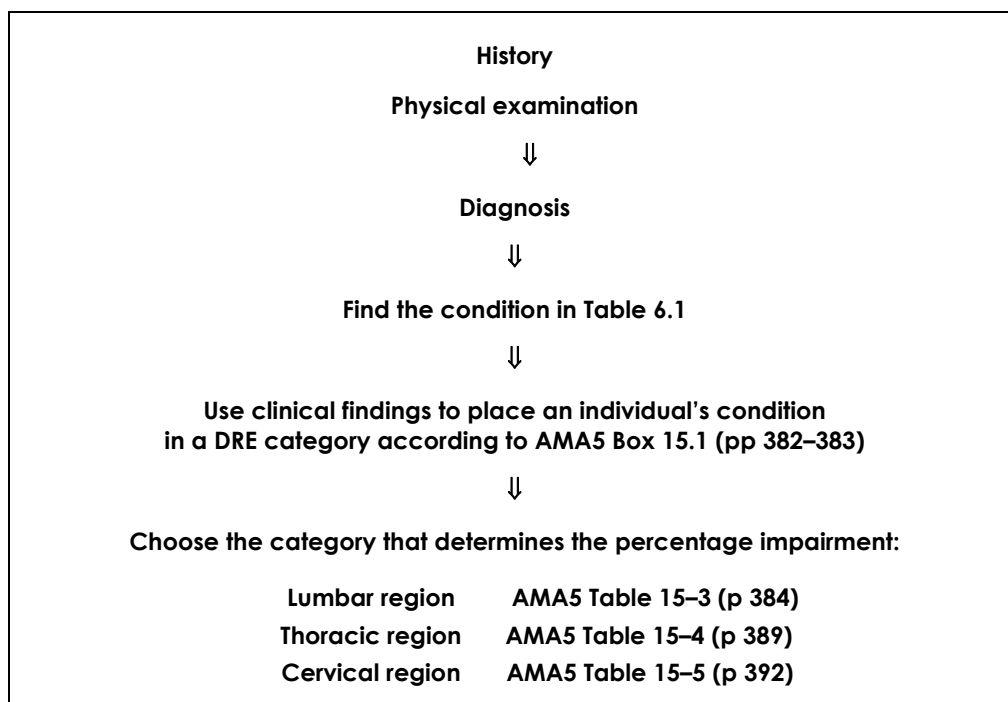 History
Physical examination
⇓
Diagnosis
⇓
Find the condition in Table 6.1
⇓
Use clinical findings to place an individual’s condition
in a DRE category according to AMA5 Box 15.1 (pp 382–383)
⇓
Choose the category that determines the percentage impairment:
Lumbar region AMA5 Table 15–3 (p 384)
Thoracic region AMA5 Table 15–4 (p 389)
Cervical region AMA5 Table 15–5 (p 392)